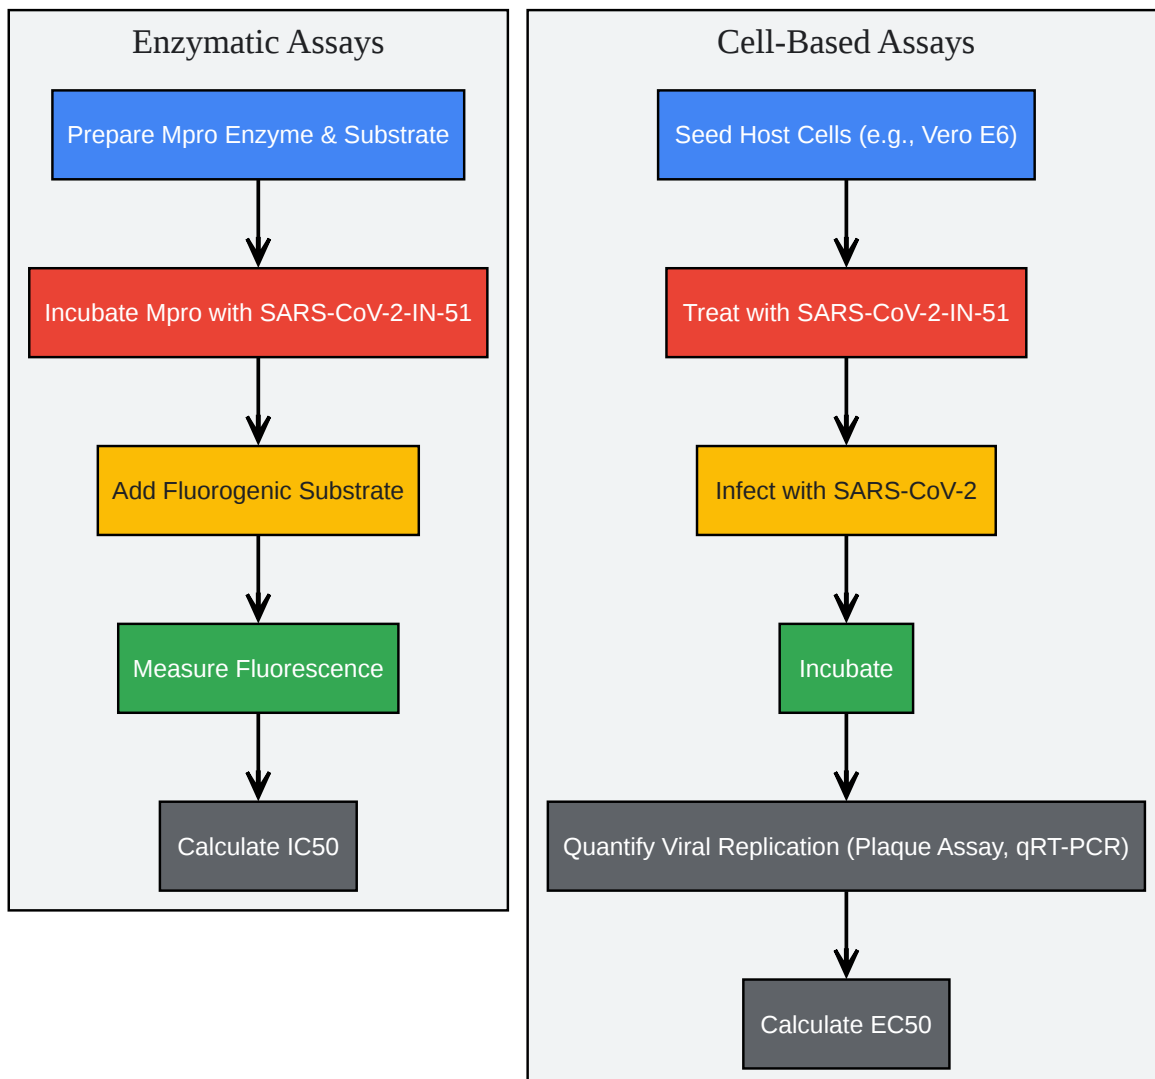 Enzymatic Assays
Prepare Mpro Enzyme & Substrate
Incubate Mpro with SARS-CoV-2-IN-51
Add Fluorogenic Substrate
Measure Fluorescence
Calculate IC50
Cell-Based Assays
Seed Host Cells (e.g., Vero E6)
Treat with SARS-CoV-2-IN-51
Infect with SARS-CoV-2
Incubate
Quantify Viral Replication (Plaque Assay, qRT-PCR)
Calculate EC50